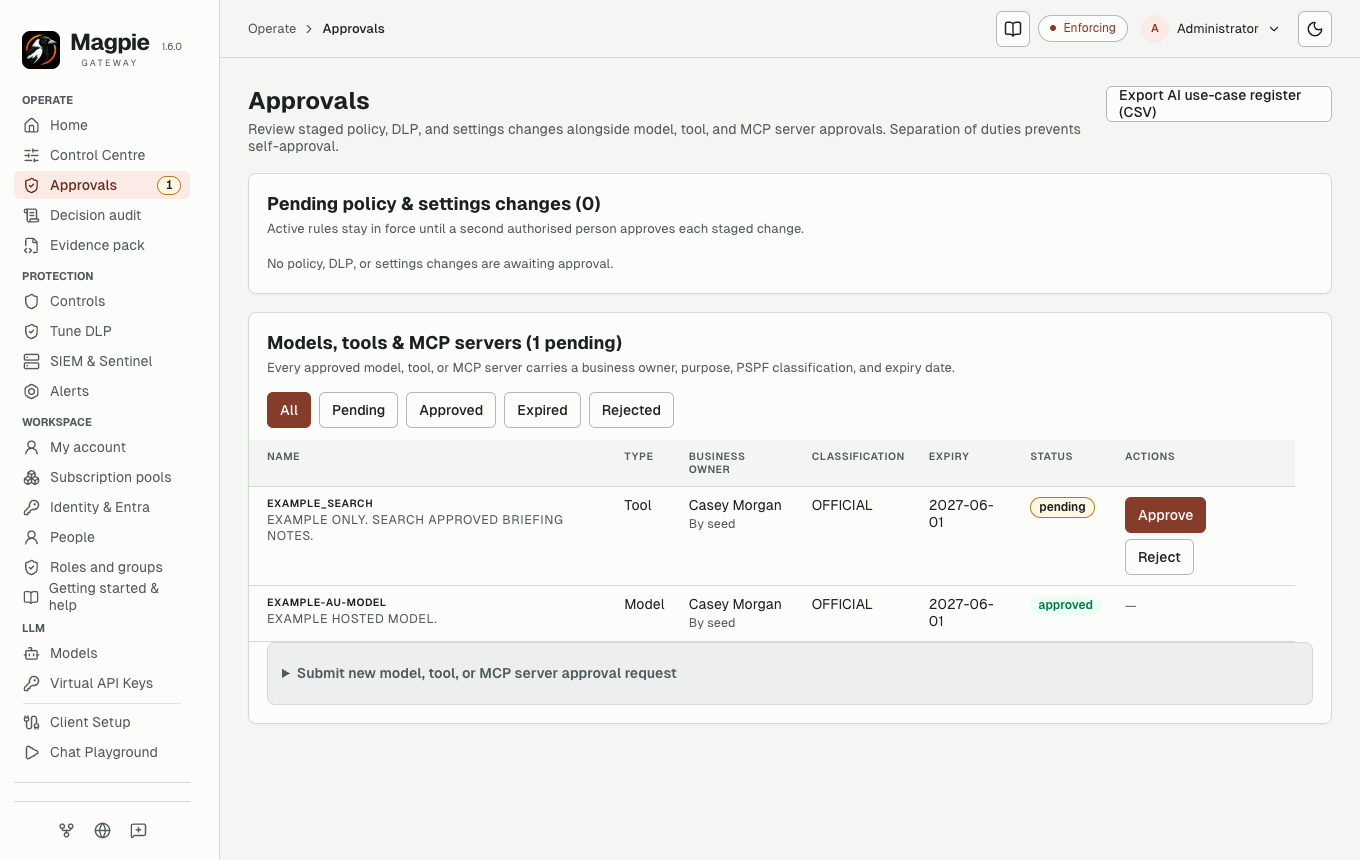 Magpie
1.6.0
GATEWAY
OPERATE
Home
Control Centre
Approvals 1
Decision audit
Evidence pack
PROTECTION
Controls
Tune DLP
SIEM & Sentinel
Alerts
WORKSPACE
My account
Subscription pools
Identity & Entra
People
Roles and groups
Getting started &
help
LLM
Models
Virtual API Keys
Client Setup
Chat Playground
Operate > Approvals
Enforcing
A Administrator
Approvals
Review staged policy, DLP, and settings changes alongside model, tool, and MCP server approvals. Separation of duties prevents
self-approval.
Export AI use-case register
(CSV)
Pending policy & settings changes (0)
Active rules stay in force until a second authorised person approves each staged change.
No policy, DLP, or settings changes are awaiting approval.
Models, tools & MCP servers (1 pending)
Every approved model, tool, or MCP server carries a business owner, purpose, PSPF classification, and expiry date.
All Pending Approved Expired Rejected
NAME TYPE BUSINESS OWNER CLASSIFICATION EXPIRY STATUS ACTIONS
EXAMPLE_SEARCH Tool Casey Morgan OFFICIAL 2027-06- pending Approve
EXAMPLE ONLY. SEARCH APPROVED BRIEFING By seed 01
NOTES.
Reject
EXAMPLE-AU-MODEL Model Casey Morgan OFFICIAL 2027-06- approved —
EXAMPLE HOSTED MODEL. By seed 01
Submit new model, tool, or MCP server approval request